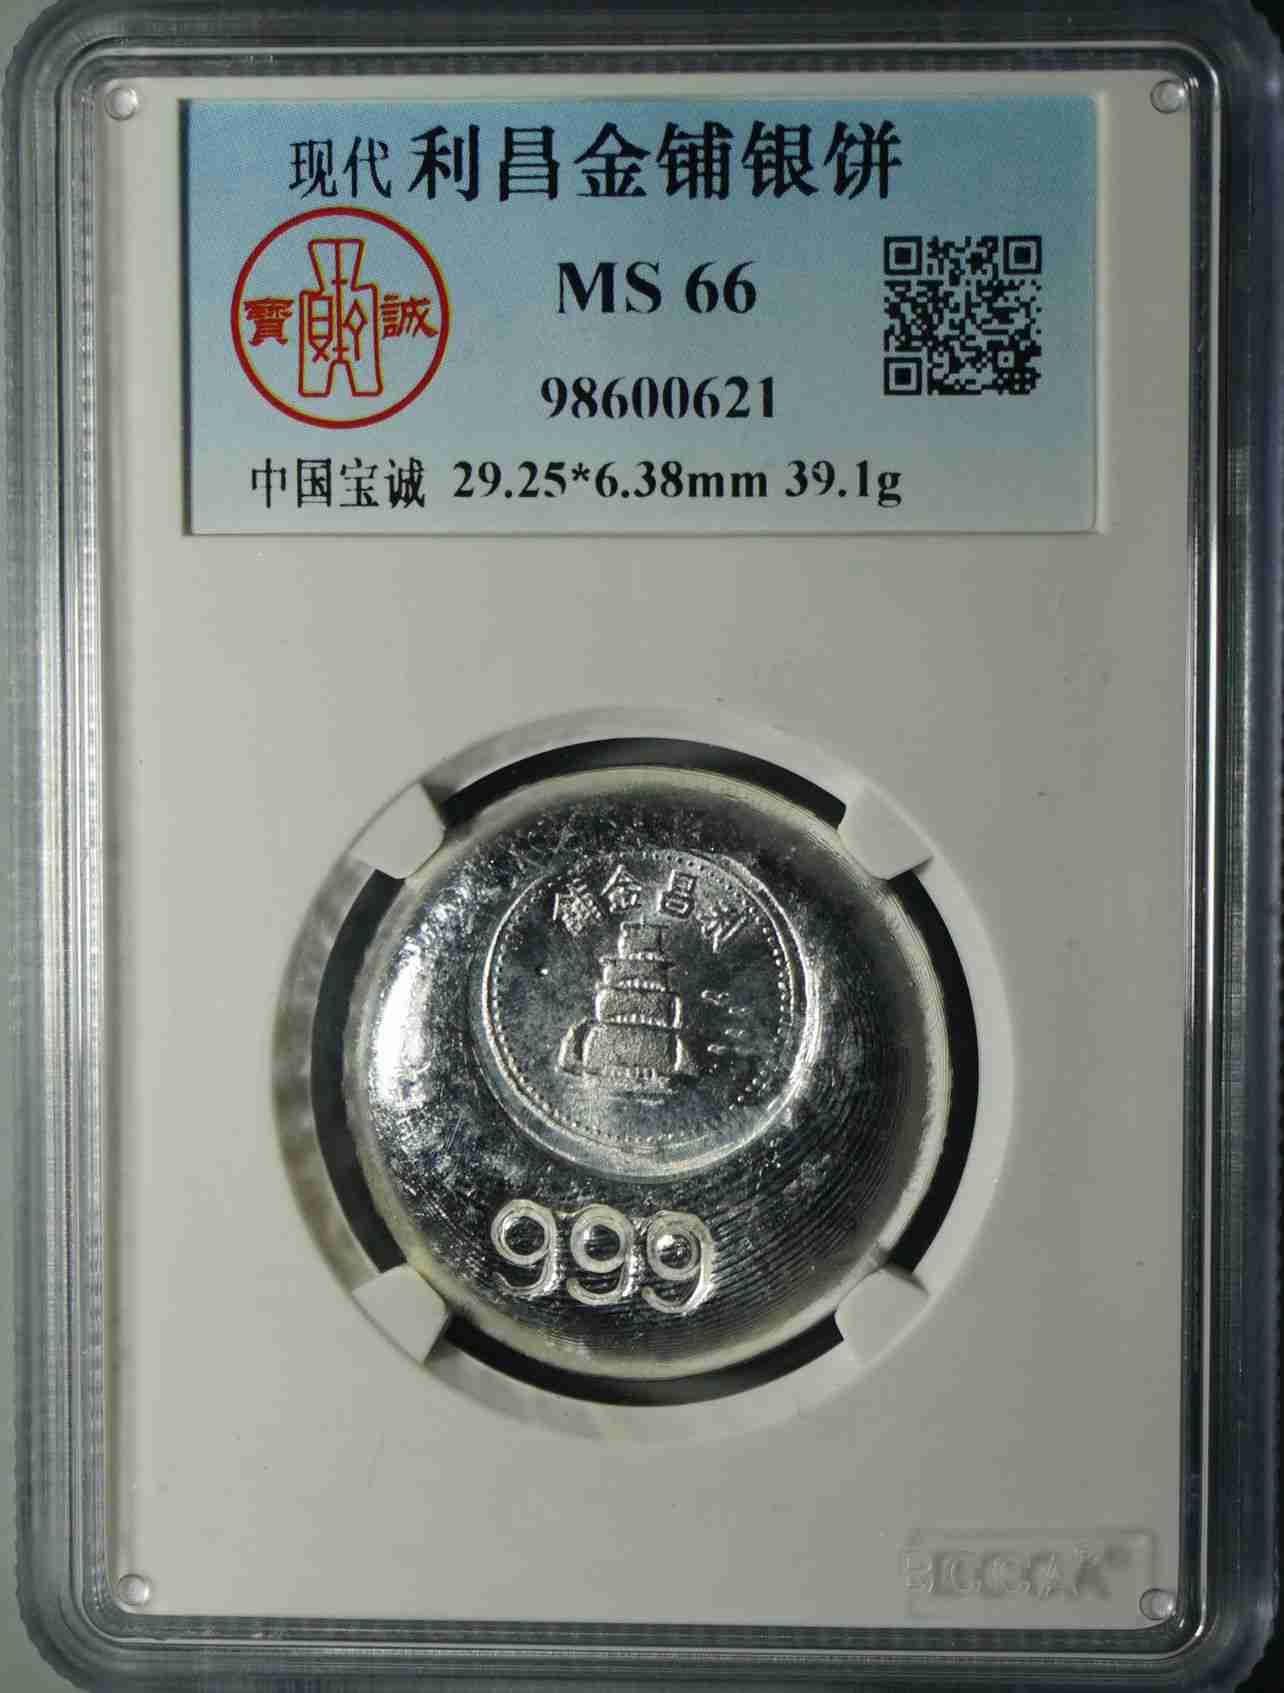 现代 利昌金铺银饼
寶 誠
MS 66
98600621
中国宝诚 29.25*6.38mm 39.1g
鋪金昌利
999